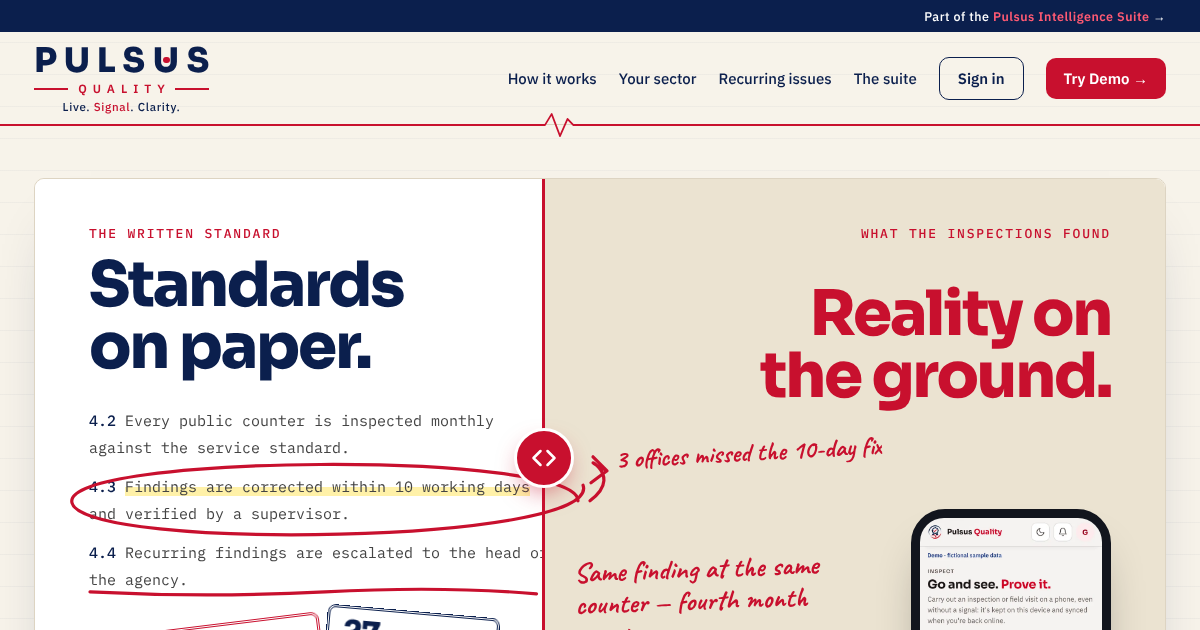 Part of the Pulsus Intelligence Suite →
PULSUS
QUALITY
Live. Signal. Clarity.
How it works
Your sector
Recurring issues
The suite
Sign in
Try Demo →
THE WRITTEN STANDARD
Standards
on paper.
4.2 Every public counter is inspected monthly
against the service standard.
4.3 Findings are corrected within 10 working days
and verified by a supervisor.
4.4 Recurring findings are escalated to the head of
the agency.
WHAT THE INSPECTIONS FOUND
Reality on
the ground.
3 offices missed the 10-day fix
Same finding at the same
counter — fourth month
Pulsus Quality
G
Demo · fictional sample data
INSPECT
Go and see. Prove it.
Carry out an inspection or field visit on a phone, even
without a signal: it's kept on this device and synced
when you're back online.